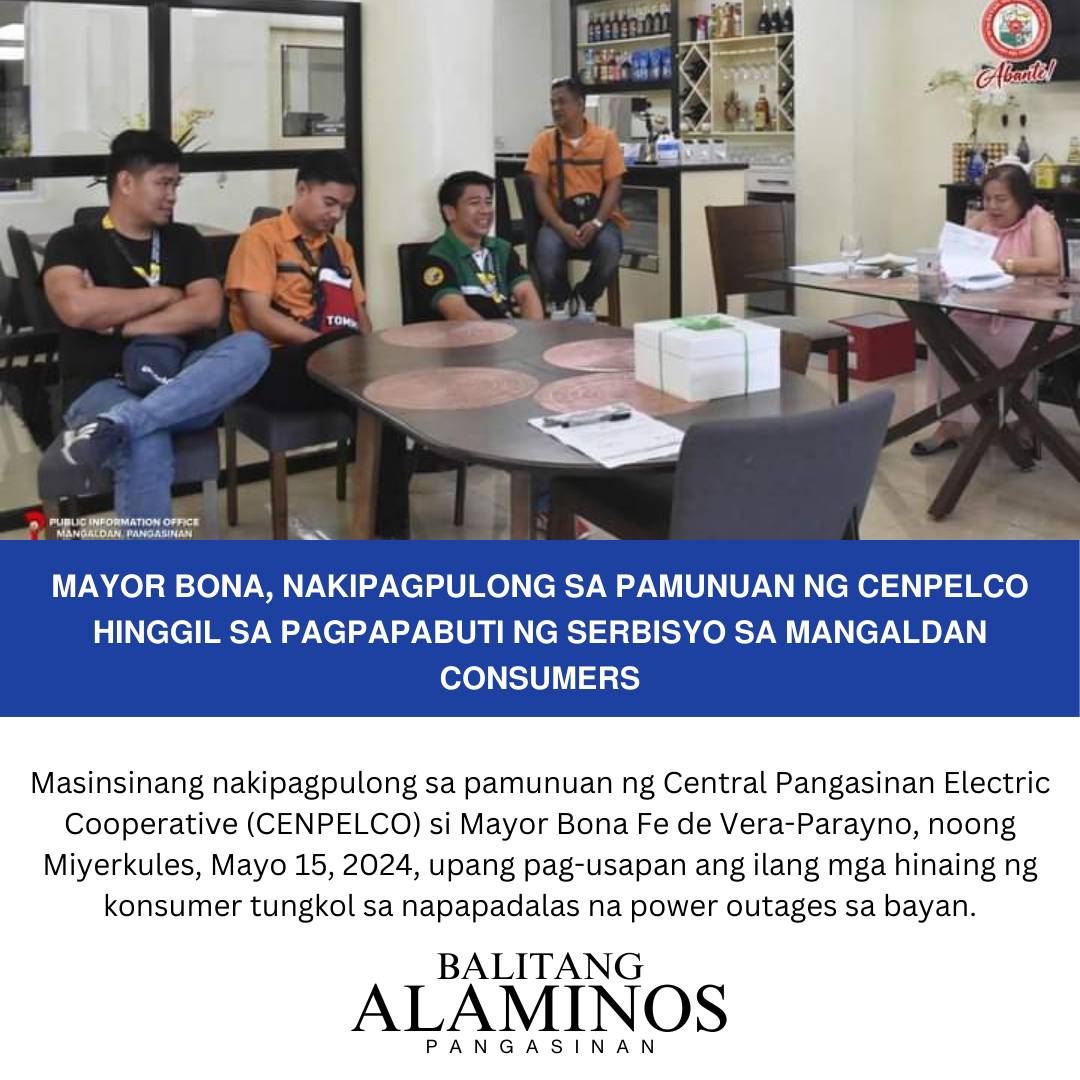 Abante!
TOMM
PUBLIC INFORMATION OFFICE
MANGALDAN, PANGASINAN
MAYOR BONA, NAKIPAGPULONG SA PAMUNUAN NG CENPELCO
HINGGIL SA PAGPAPABUTI NG SERBISYO SA MANGALDAN
CONSUMERS
Masinsinang nakipagpulong sa pamunuan ng Central Pangasinan Electric
Cooperative (CENPELCO) si Mayor Bona Fe de Vera-Parayno, noong
Miyerkules, Mayo 15, 2024, upang pag-usapan ang ilang mga hinaing ng
konsumer tungkol sa napapadalas na power outages sa bayan.
BALITANG
ALAMINOS
PANGASINAN